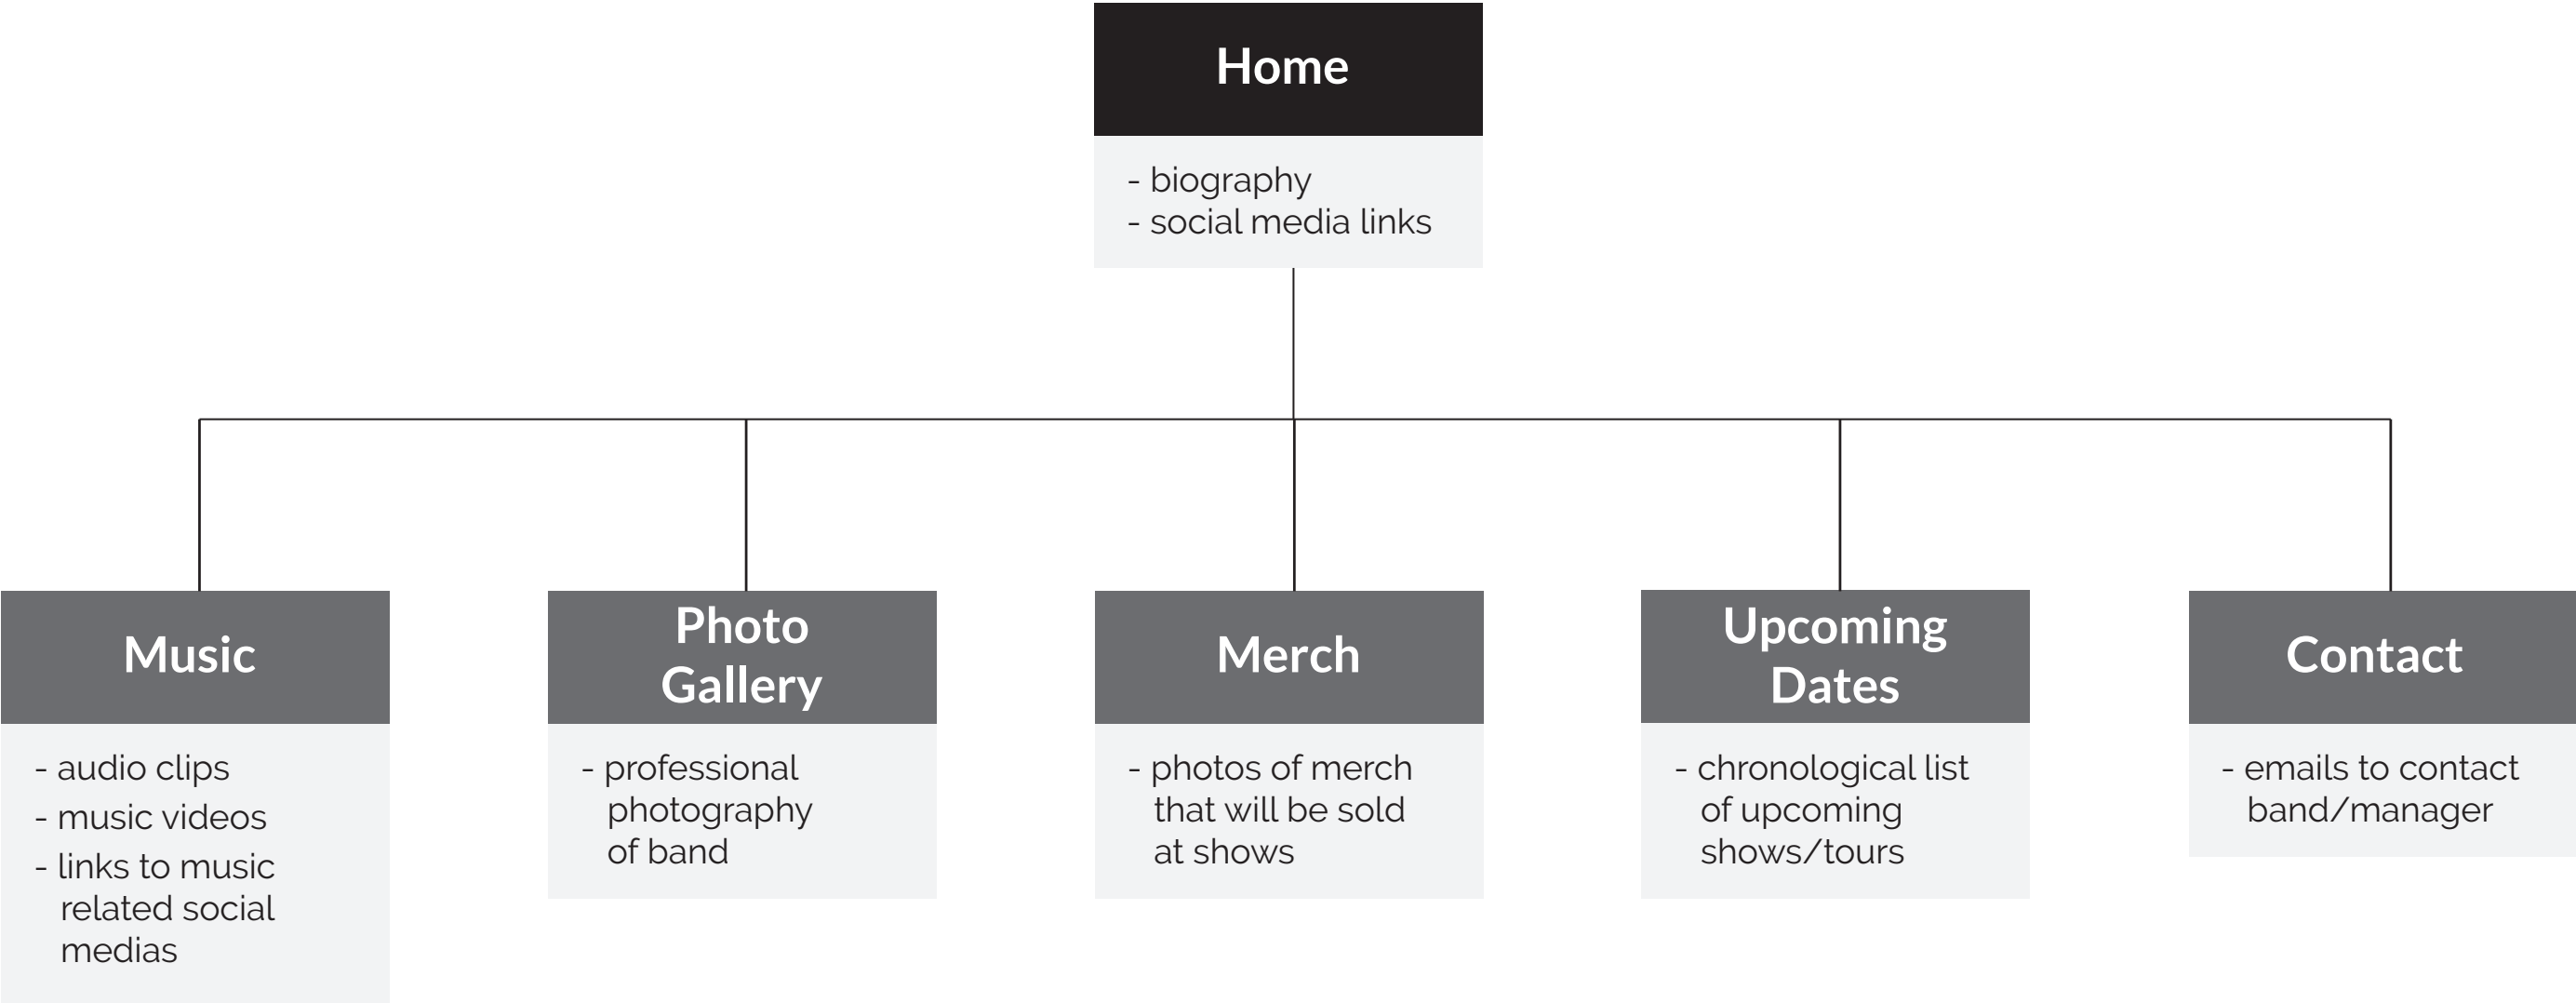 Home
- biography
- social media links
Music
- audio clips
- music videos
- links to music
related social
medias
Photo
Gallery
- professional
photography
of band
Merch
- photos of merch
that will be sold
at shows
Upcoming
Dates
- chronological list
of upcoming
shows/tours
Contact
- emails to contact
band/manager